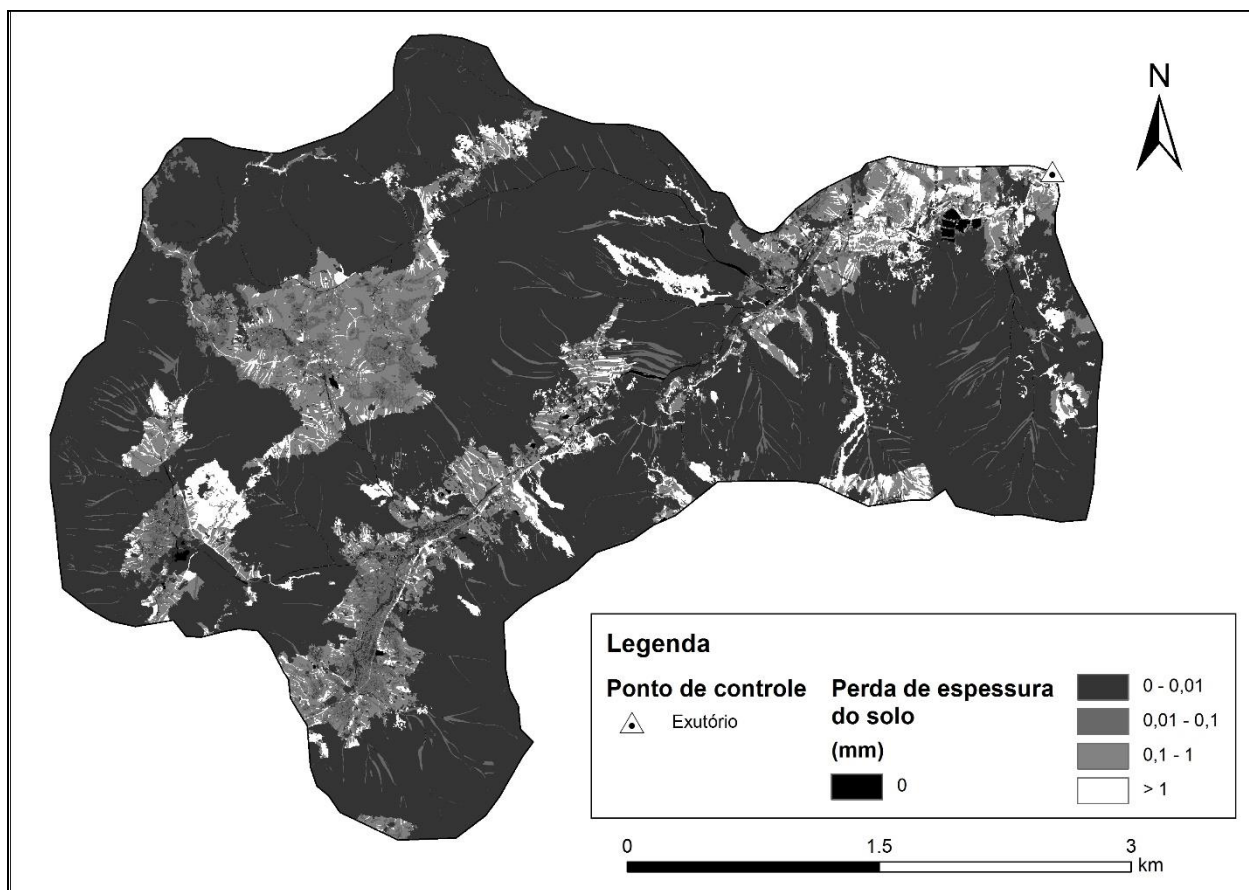 N
Legenda
Ponto de controle
Exutório
Perda de espessura
do solo
(mm)
0
0 - 0,01
0,01 - 0,1
0,1 - 1
> 1
0
1.5
3
km